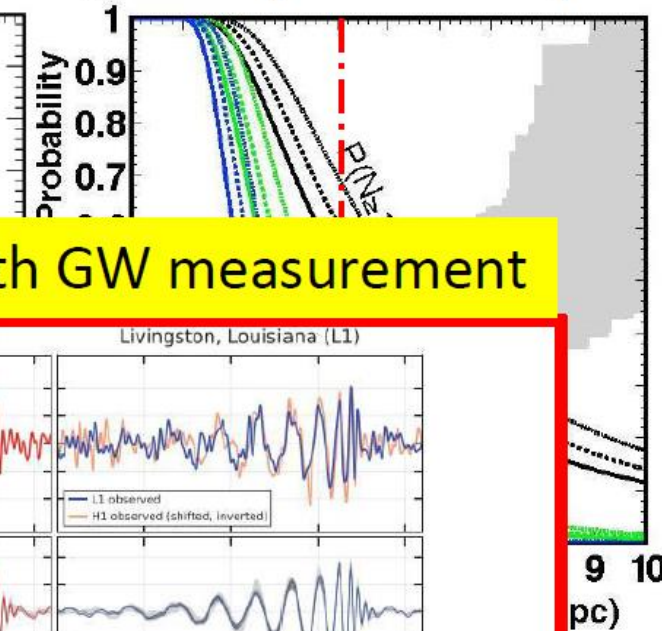 1
Probability
0.9
0.8
0.7
P(N≥
th GW measurement
Livingston, Louisiana (L1)
L1 observed
H1 observed (shifted, inverted)
9 10
pc)